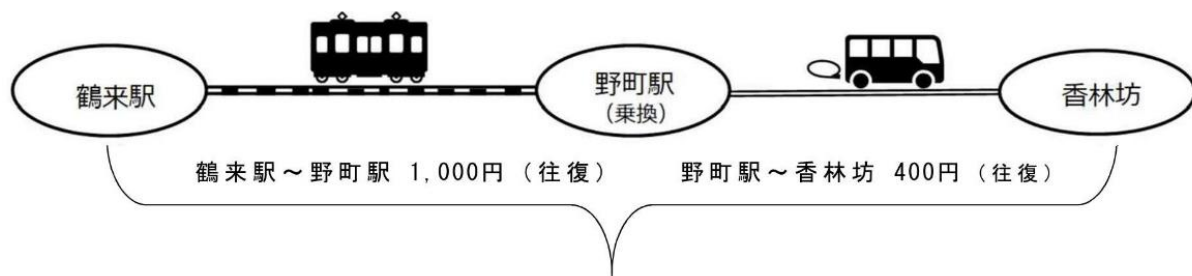 鶴来駅
野町駅
(乗換)
香林坊
鶴来駅～野町駅 1,000円 (往復)
野町駅～香林坊 400円 (往復)